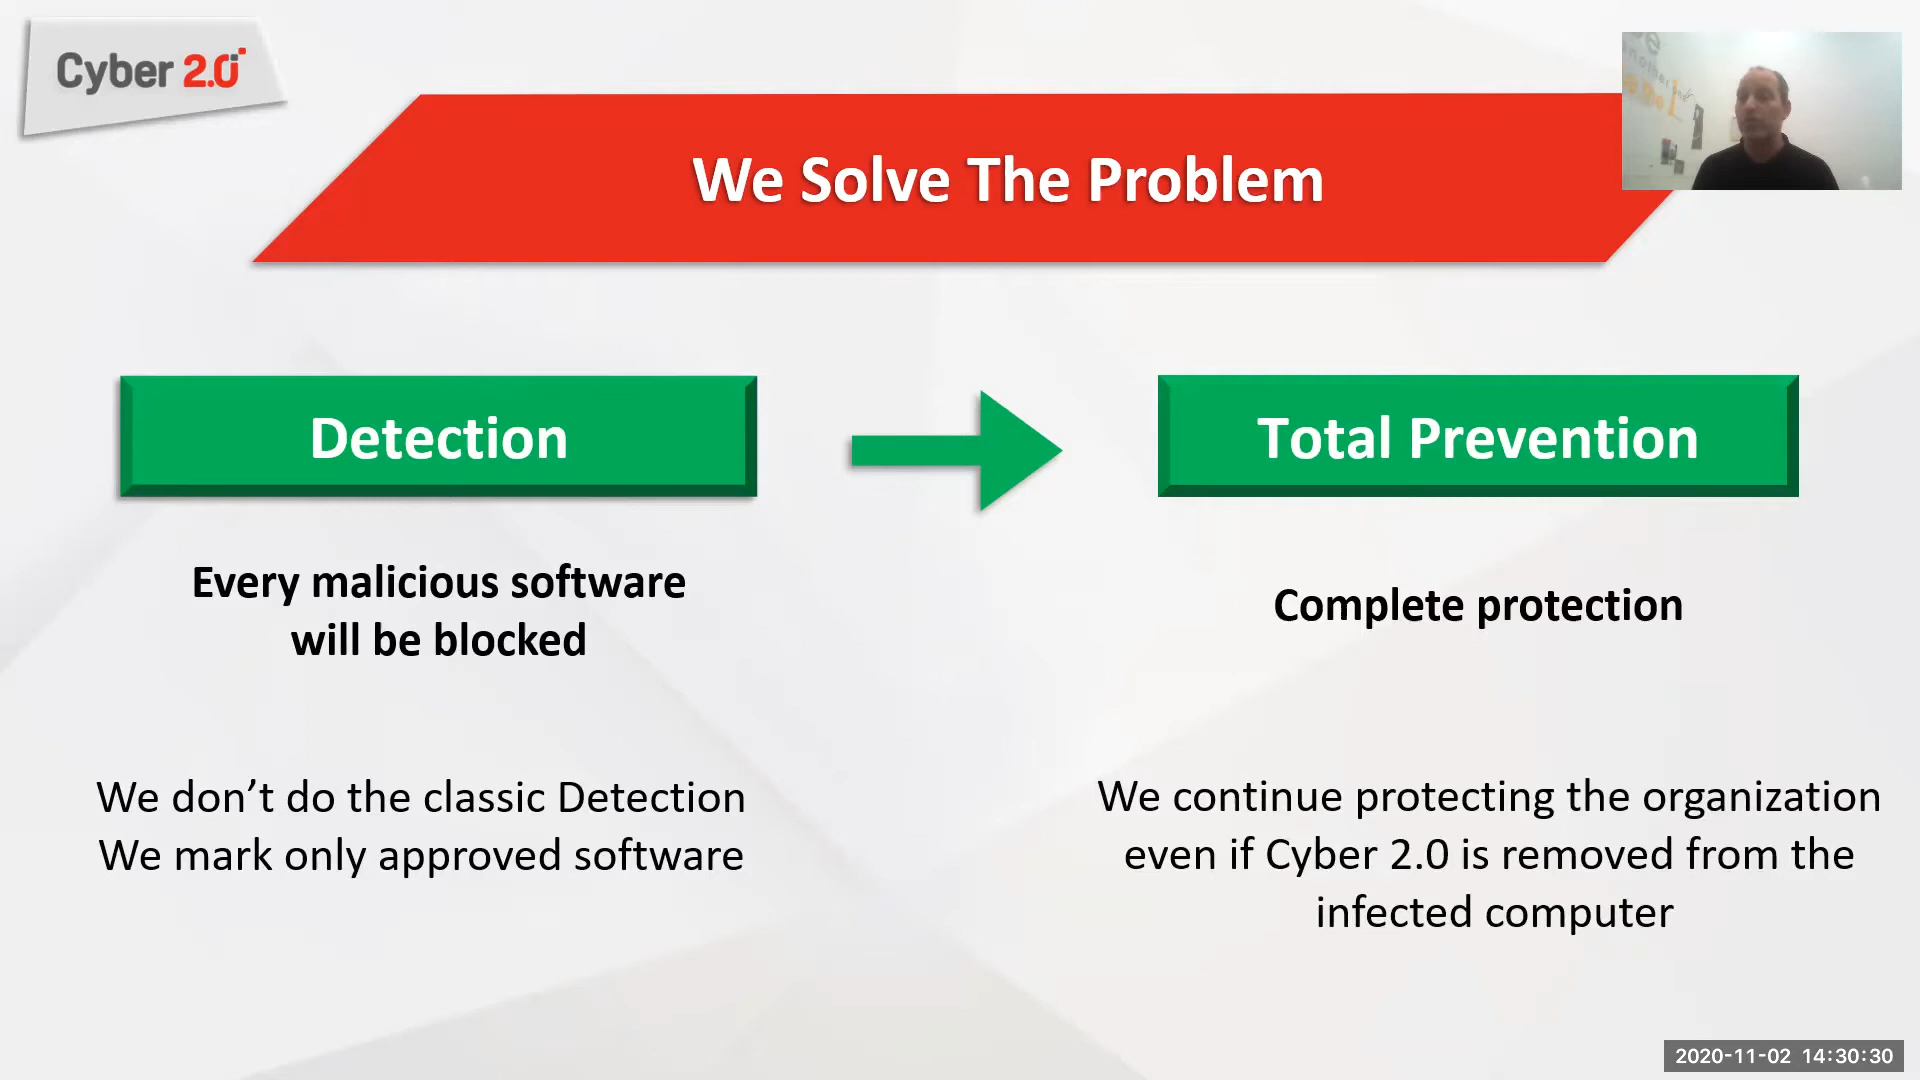 Cyber 2.0
We Solve The Problem
Detection
Total Prevention
Every malicious software
will be blocked
Complete protection
We don’t do the classic Detection
We mark only approved software
We continue protecting the organization
even if Cyber 2.0 is removed from the
infected computer
2020-11-02 14:30:30